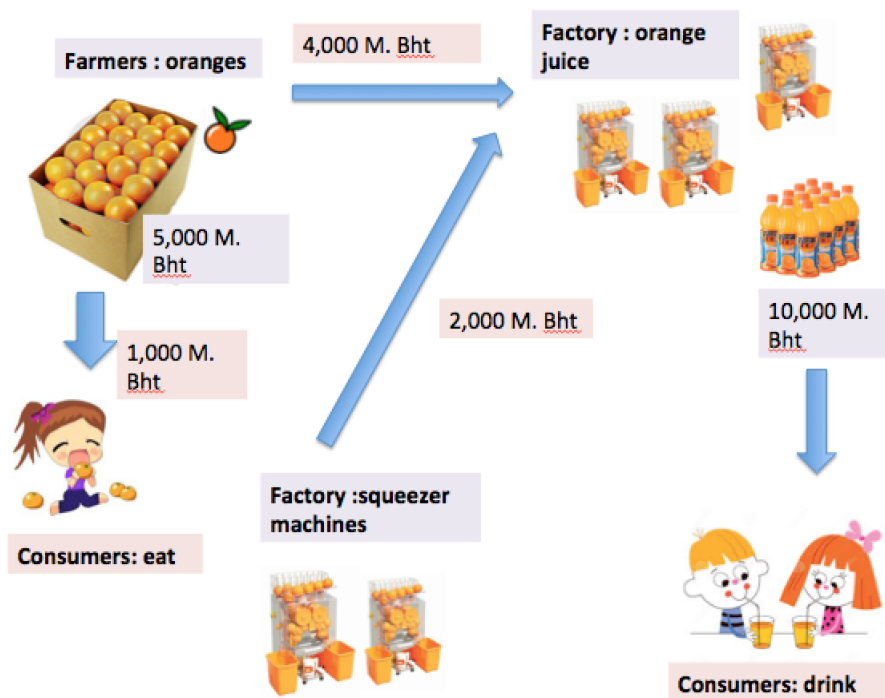 Farmers : oranges
4,000 M. Bht
Factory : orange
juice
5,000 M.
Bht
2,000 M. Bht
10,000 M.
Bht
1,000 M.
Bht
Factory :squeezer
machines
Consumers: eat
Consumers: drink